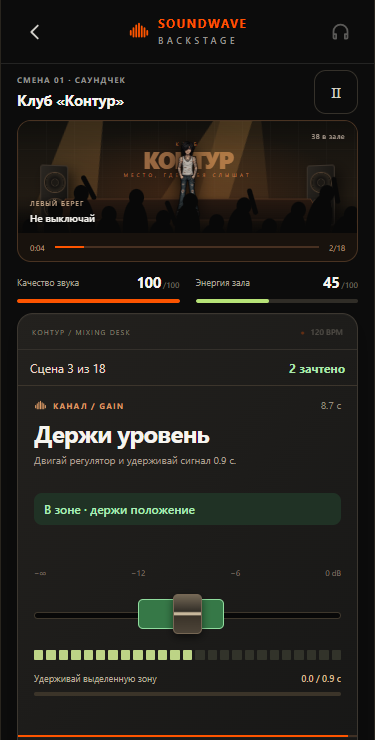 SOUNDWAVE
BACKSTAGE
СМЕНА 01 · САУНДЧЕК
Клуб «Контур»
38 в зале
КОНТУР
МЕСТО, ГДЕ ТЕБЯ СЛЫШАТ
ЛЕВЫЙ БЕРЕГ
Не выключай
0:04
2/18
Качество звука 100 /100
Энергия зала 45 /100
КОНТУР / MIXING DESK
120 BPM
Сцена 3 из 18
2 зачтено
КАНАЛ / GAIN
8.7 с
Держи уровень
Двигай регулятор и удерживай сигнал 0.9 с.
В зоне · держи положение
−∞ −12 −6 0 dB
Удерживай выделенную зону
0.0 / 0.9 с